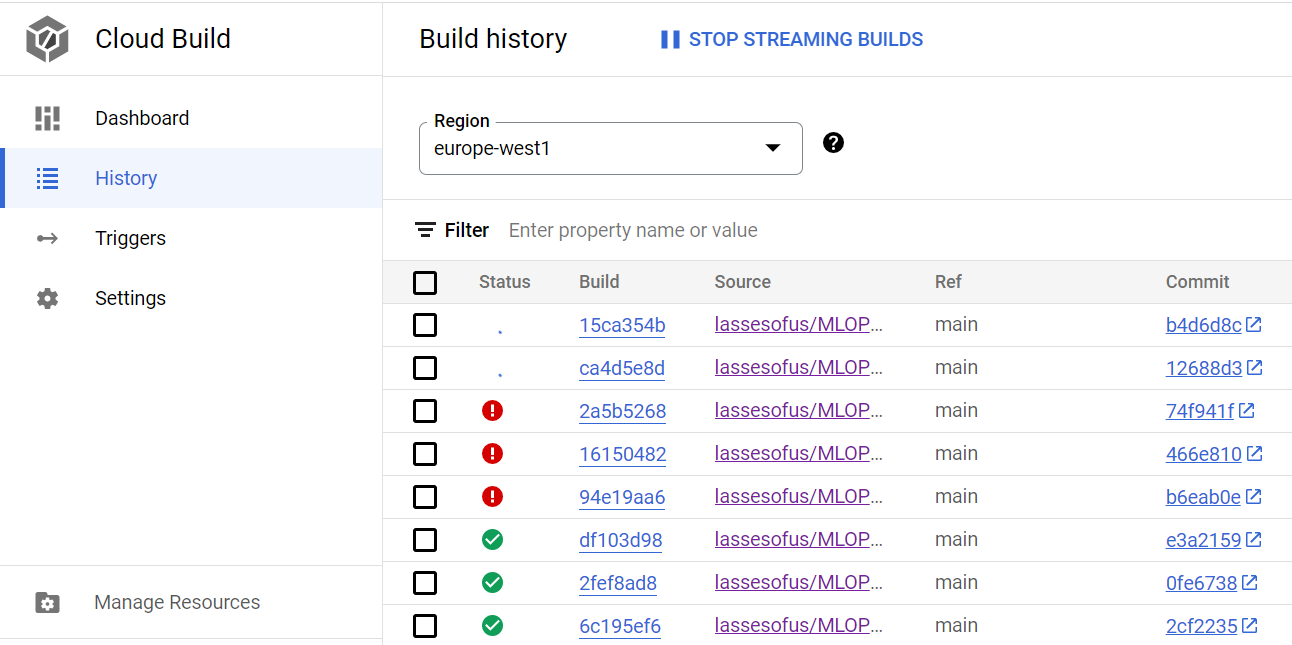 Cloud Build
Build history
STOP STREAMING BUILDS
Dashboard
History
Triggers
Settings
Manage Resources
Region
europe-west1
Filter Enter property name or value
Status Build Source Ref Commit
15ca354b lassesofus/MLOP... main b4d6d8c
ca4d5e8d lassesofus/MLOP... main 12688d3
2a5b5268 lassesofus/MLOP... main 74f941f
16150482 lassesofus/MLOP... main 466e810
94e19aa6 lassesofus/MLOP... main b6eab0e
df103d98 lassesofus/MLOP... main e3a2159
2fef8ad8 lassesofus/MLOP... main 0fe6738
6c195ef6 lassesofus/MLOP... main 2cf2235